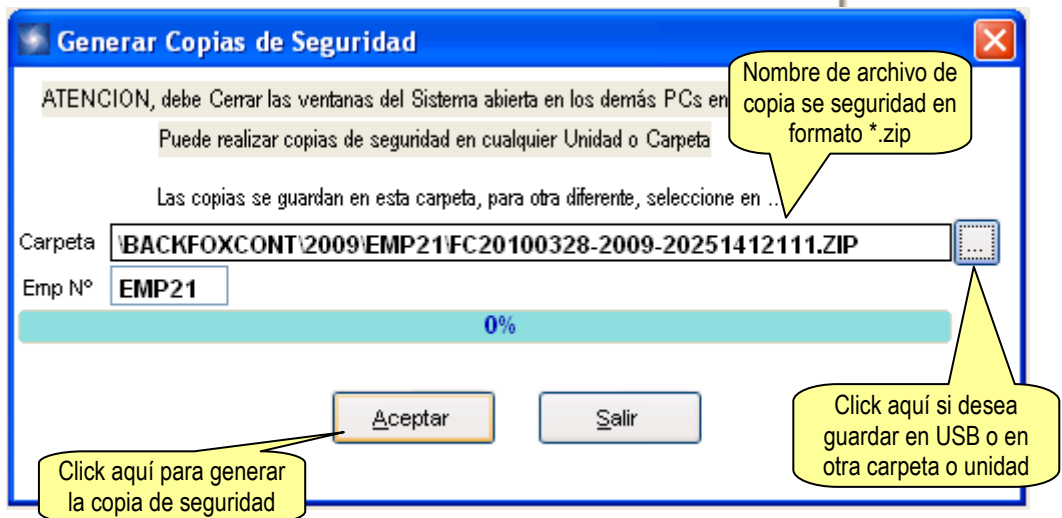 Generar Copias de Seguridad
Nombre de archivo de
copia se seguridad en
formato *.zip
ATENCION, debe Cerrar las ventanas del Sistema abierta en los demás PCs en
Puede realizar copias de seguridad en cualquier Unidad o Carpeta
Las copias se guardan en esta carpeta, para otra diferente, seleccione en ...
Carpeta \BACKFOXCONT\2009\EMP21\FC20100328-2009-20251412111.ZIP ...
Emp Nº EMP21
0%
Aceptar Salir
Click aquí si desea
guardar en USB o en
otra carpeta o unidad
Click aquí para generar
la copia de seguridad